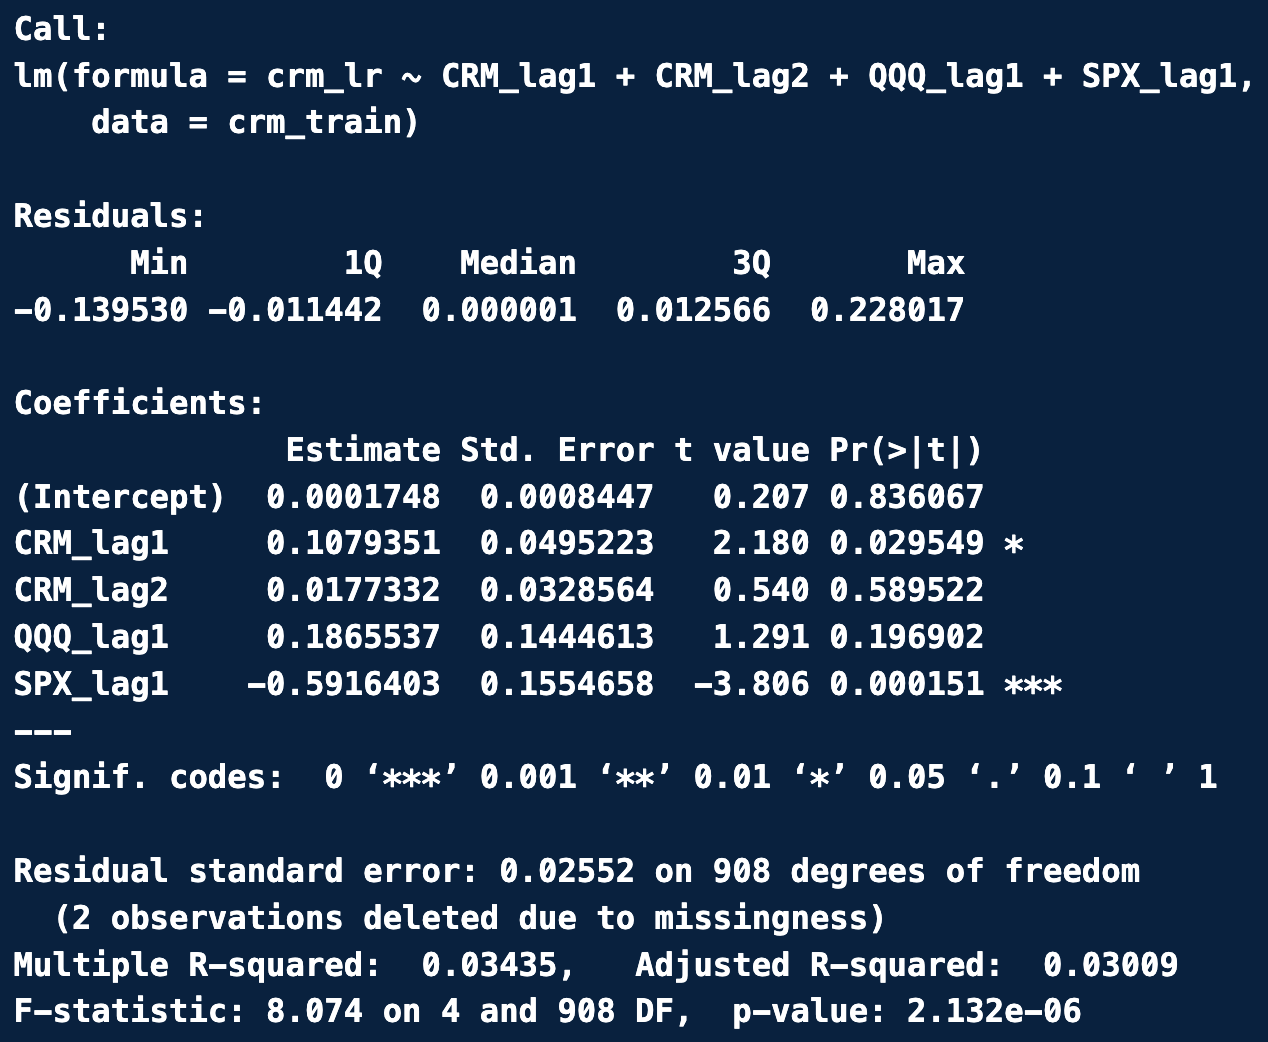 Call:
lm(formula = crm_lr ~ CRM_lag1 + CRM_lag2 + QQQ_lag1 + SPX_lag1,
    data = crm_train)

Residuals:
      Min        1Q    Median        3Q       Max
−0.139530 −0.011442  0.000001  0.012566  0.228017

Coefficients:
              Estimate Std. Error t value Pr(>|t|)
(Intercept)  0.0001748  0.0008447   0.207 0.836067
CRM_lag1     0.1079351  0.0495223   2.180 0.029549 *
CRM_lag2     0.0177332  0.0328564   0.540 0.589522
QQQ_lag1     0.1865537  0.1444613   1.291 0.196902
SPX_lag1    −0.5916403  0.1554658  −3.806 0.000151 ***
−−−
Signif. codes:  0 ‘***’ 0.001 ‘**’ 0.01 ‘*’ 0.05 ‘.’ 0.1 ‘ ’ 1

Residual standard error: 0.02552 on 908 degrees of freedom
  (2 observations deleted due to missingness)
Multiple R−squared:  0.03435,   Adjusted R−squared:  0.03009
F−statistic: 8.074 on 4 and 908 DF,  p−value: 2.132e−06